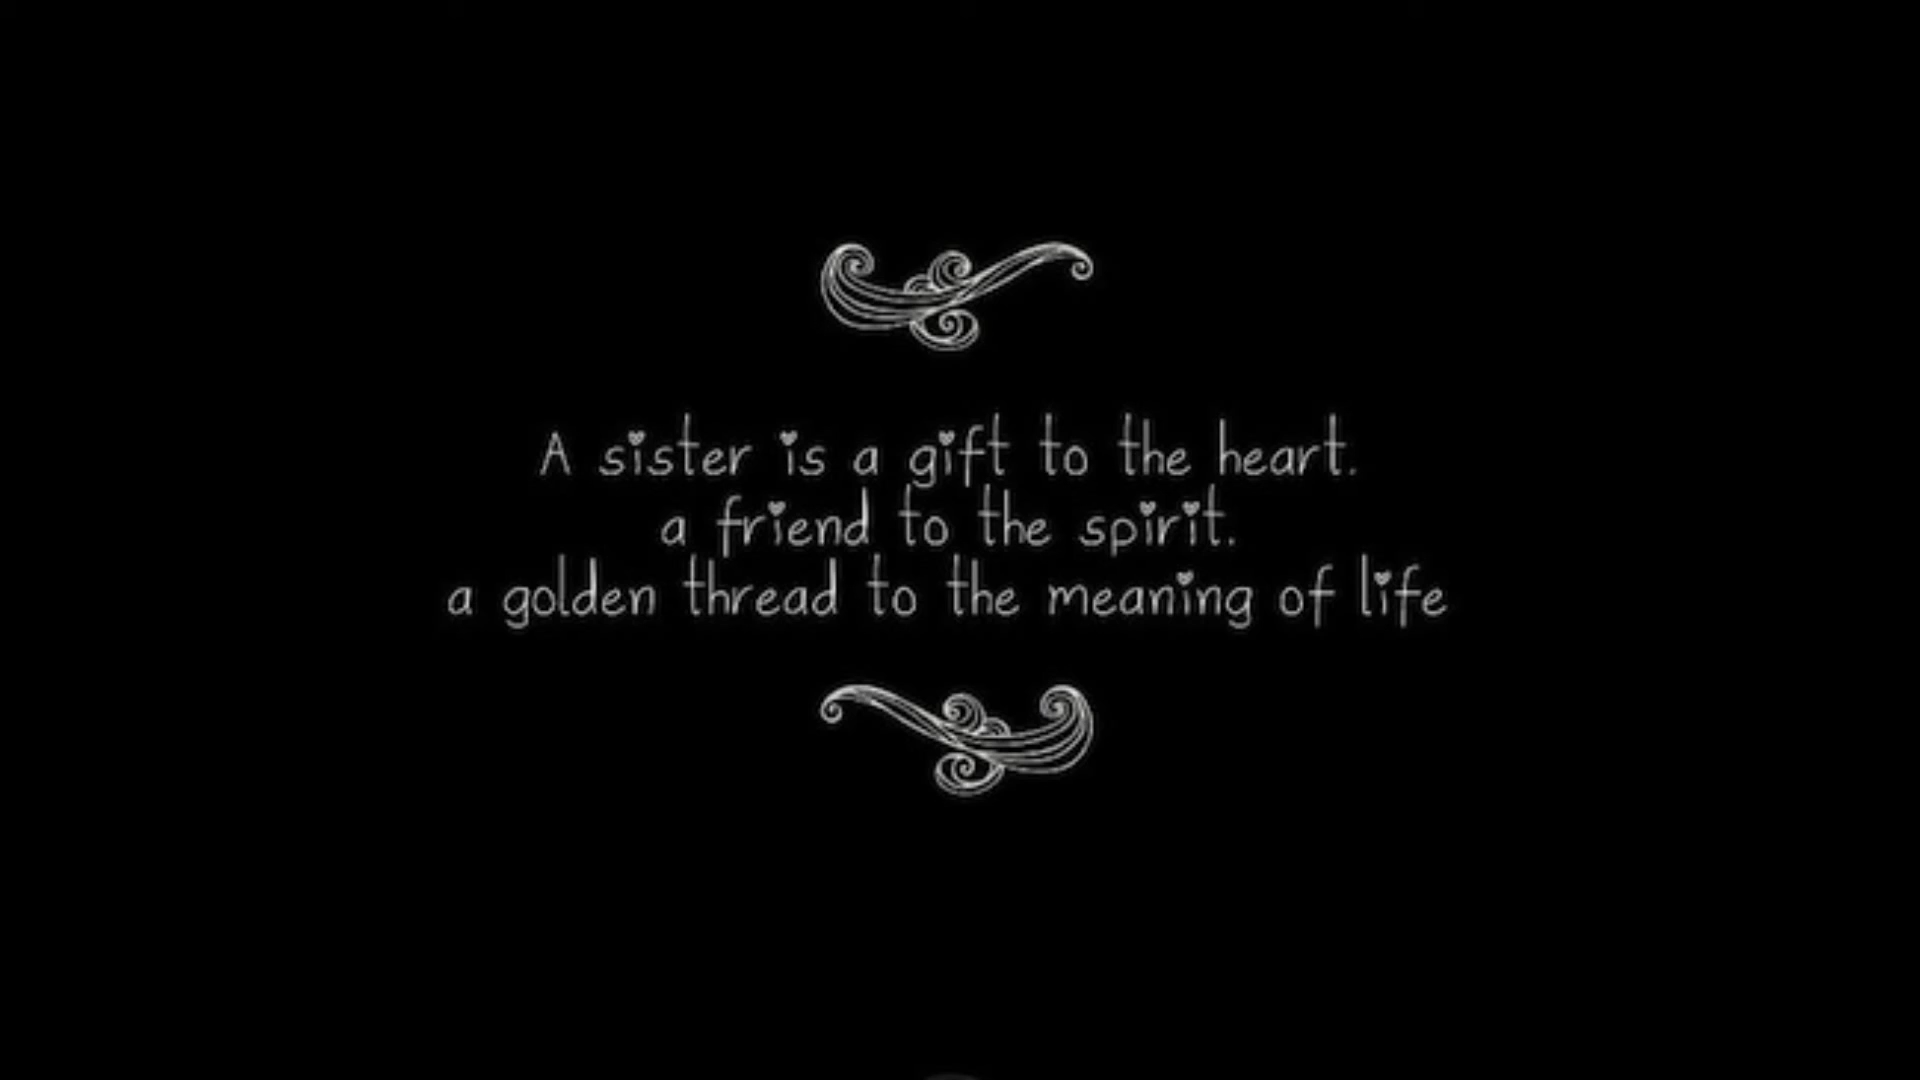 A sister is a gift to the heart.
a friend to the spirit.
a golden thread to the meaning of life